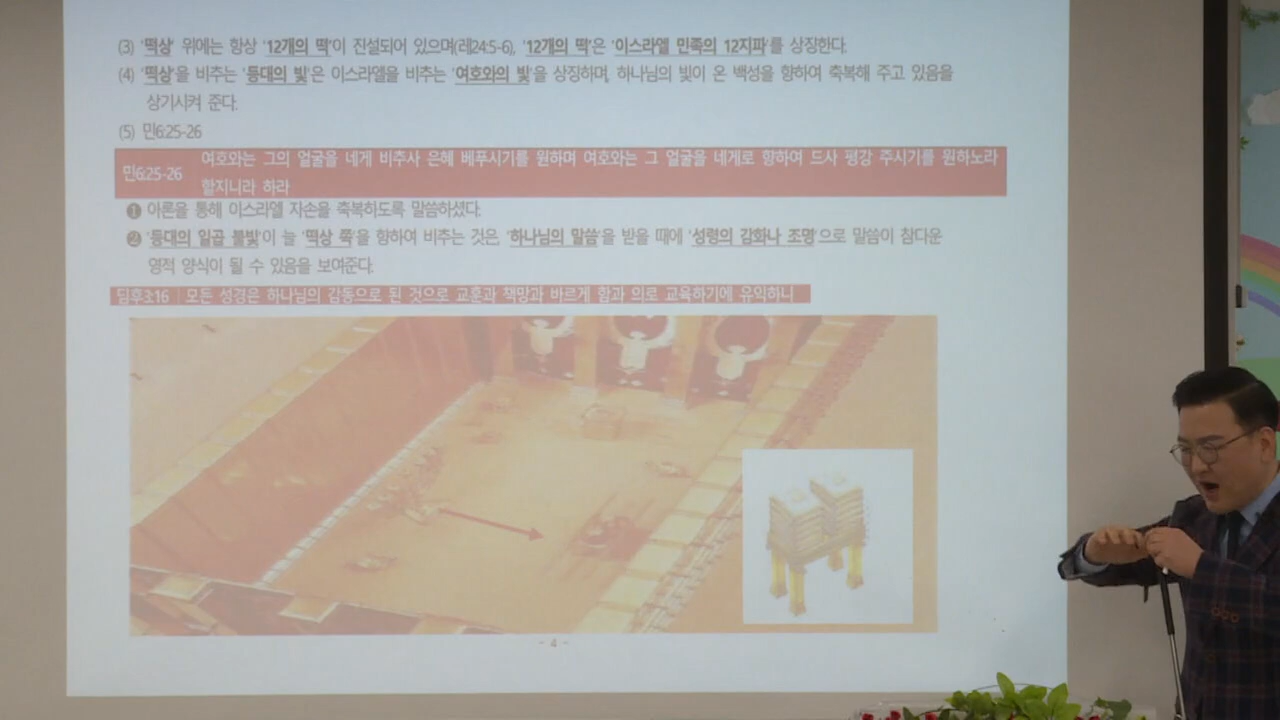 (3) '떡상' 위에는 항상 '12개의 떡'이 진설되어 있으며(레24:5-6), '12개의 떡'은 '이스라엘 민족의 12지파'를 상징한다.
(4) '떡상'을 비추는 '등대의 빛'은 이스라엘을 비추는 '여호와의 빛'을 상징하며, 하나님의 빛이 온 백성을 향하여 축복해 주고 있음을
상기시켜 준다.
(5) 민6:25-26
민6:25-26 여호와는 그의 얼굴을 네게 비추사 은혜 베푸시기를 원하며 여호와는 그 얼굴을 네게로 향하여 드사 평강 주시기를 원하노라
할지니라 하라
❶ 아론을 통해 이스라엘 자손을 축복하도록 말씀하셨다.
❷ '등대의 일곱 불빛'이 늘 '떡상 쪽'을 향하여 비추는 것은, '하나님의 말씀'을 받을 때에 '성령의 감화나 조명'으로 말씀이 참다운
영적 양식이 될 수 있음을 보여준다.
딤후3:16 모든 성경은 하나님의 감동으로 된 것으로 교훈과 책망과 바르게 함과 의로 교육하기에 유익하니
- 4 -